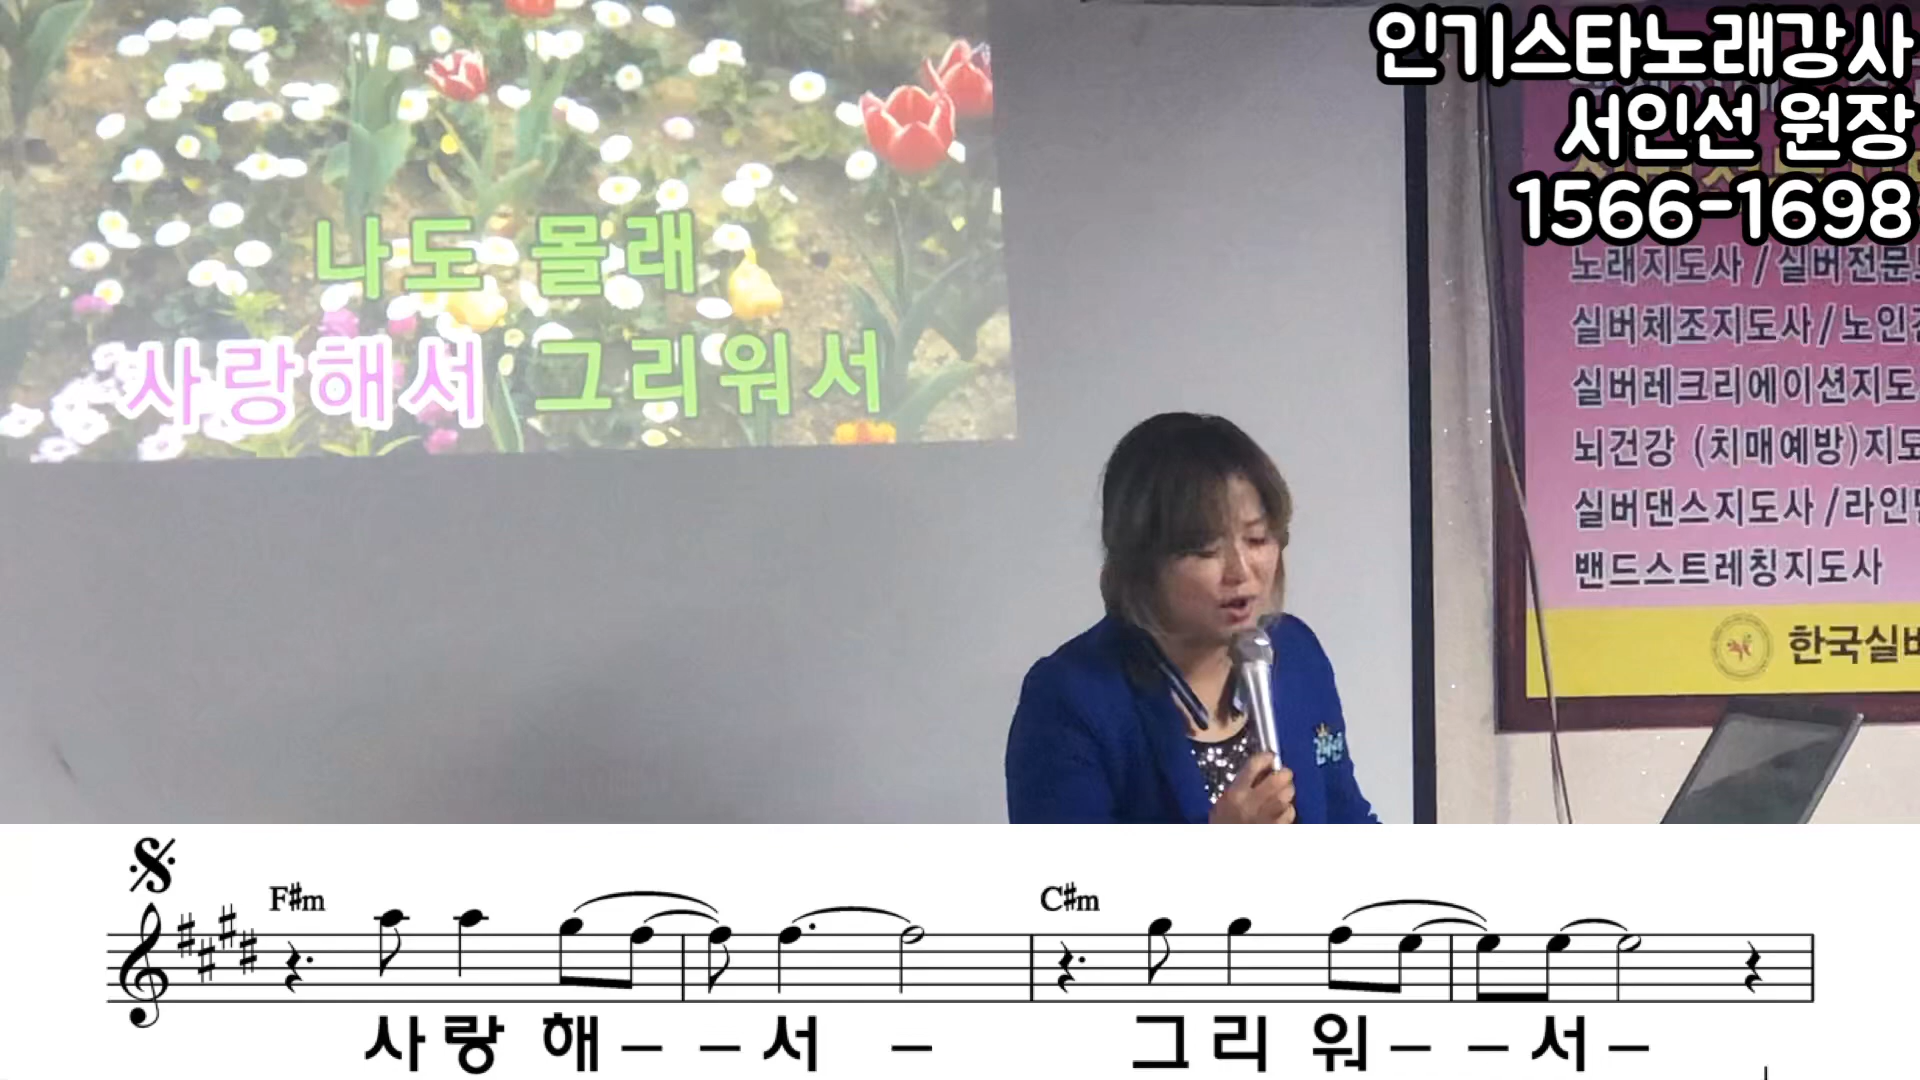 인기스타노래강사
서인선 원장
1566-1698
나도 몰래
사랑해서 그리워서
노래지도사 / 실버전문
실버체조지도사 / 노인
실버레크리에이션지도
뇌건강 (치매예방)지도
실버댄스지도사 / 라인
밴드스트레칭지도사
한국실버
F#m
C#m
사 랑 해 – – 서 – 그 리 워 – – 서 –